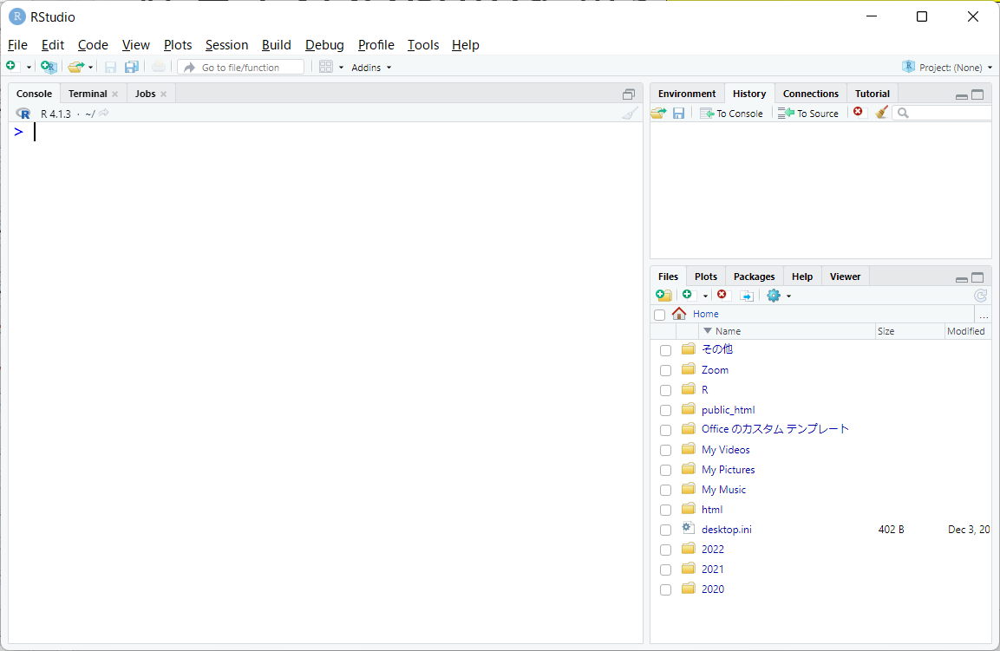 RStudio
File Edit Code View Plots Session Build Debug Profile Tools Help
Go to file/function Addins Project: (None)
Console Terminal Jobs
R 4.1.3 · ~/
>
Environment History Connections Tutorial
To Console To Source
Files Plots Packages Help Viewer
Home ...
Name Size Modified
その他
Zoom
R
public_html
Office のカスタム テンプレート
My Videos
My Pictures
My Music
html
desktop.ini 402 B Dec 3, 20
2022
2021
2020